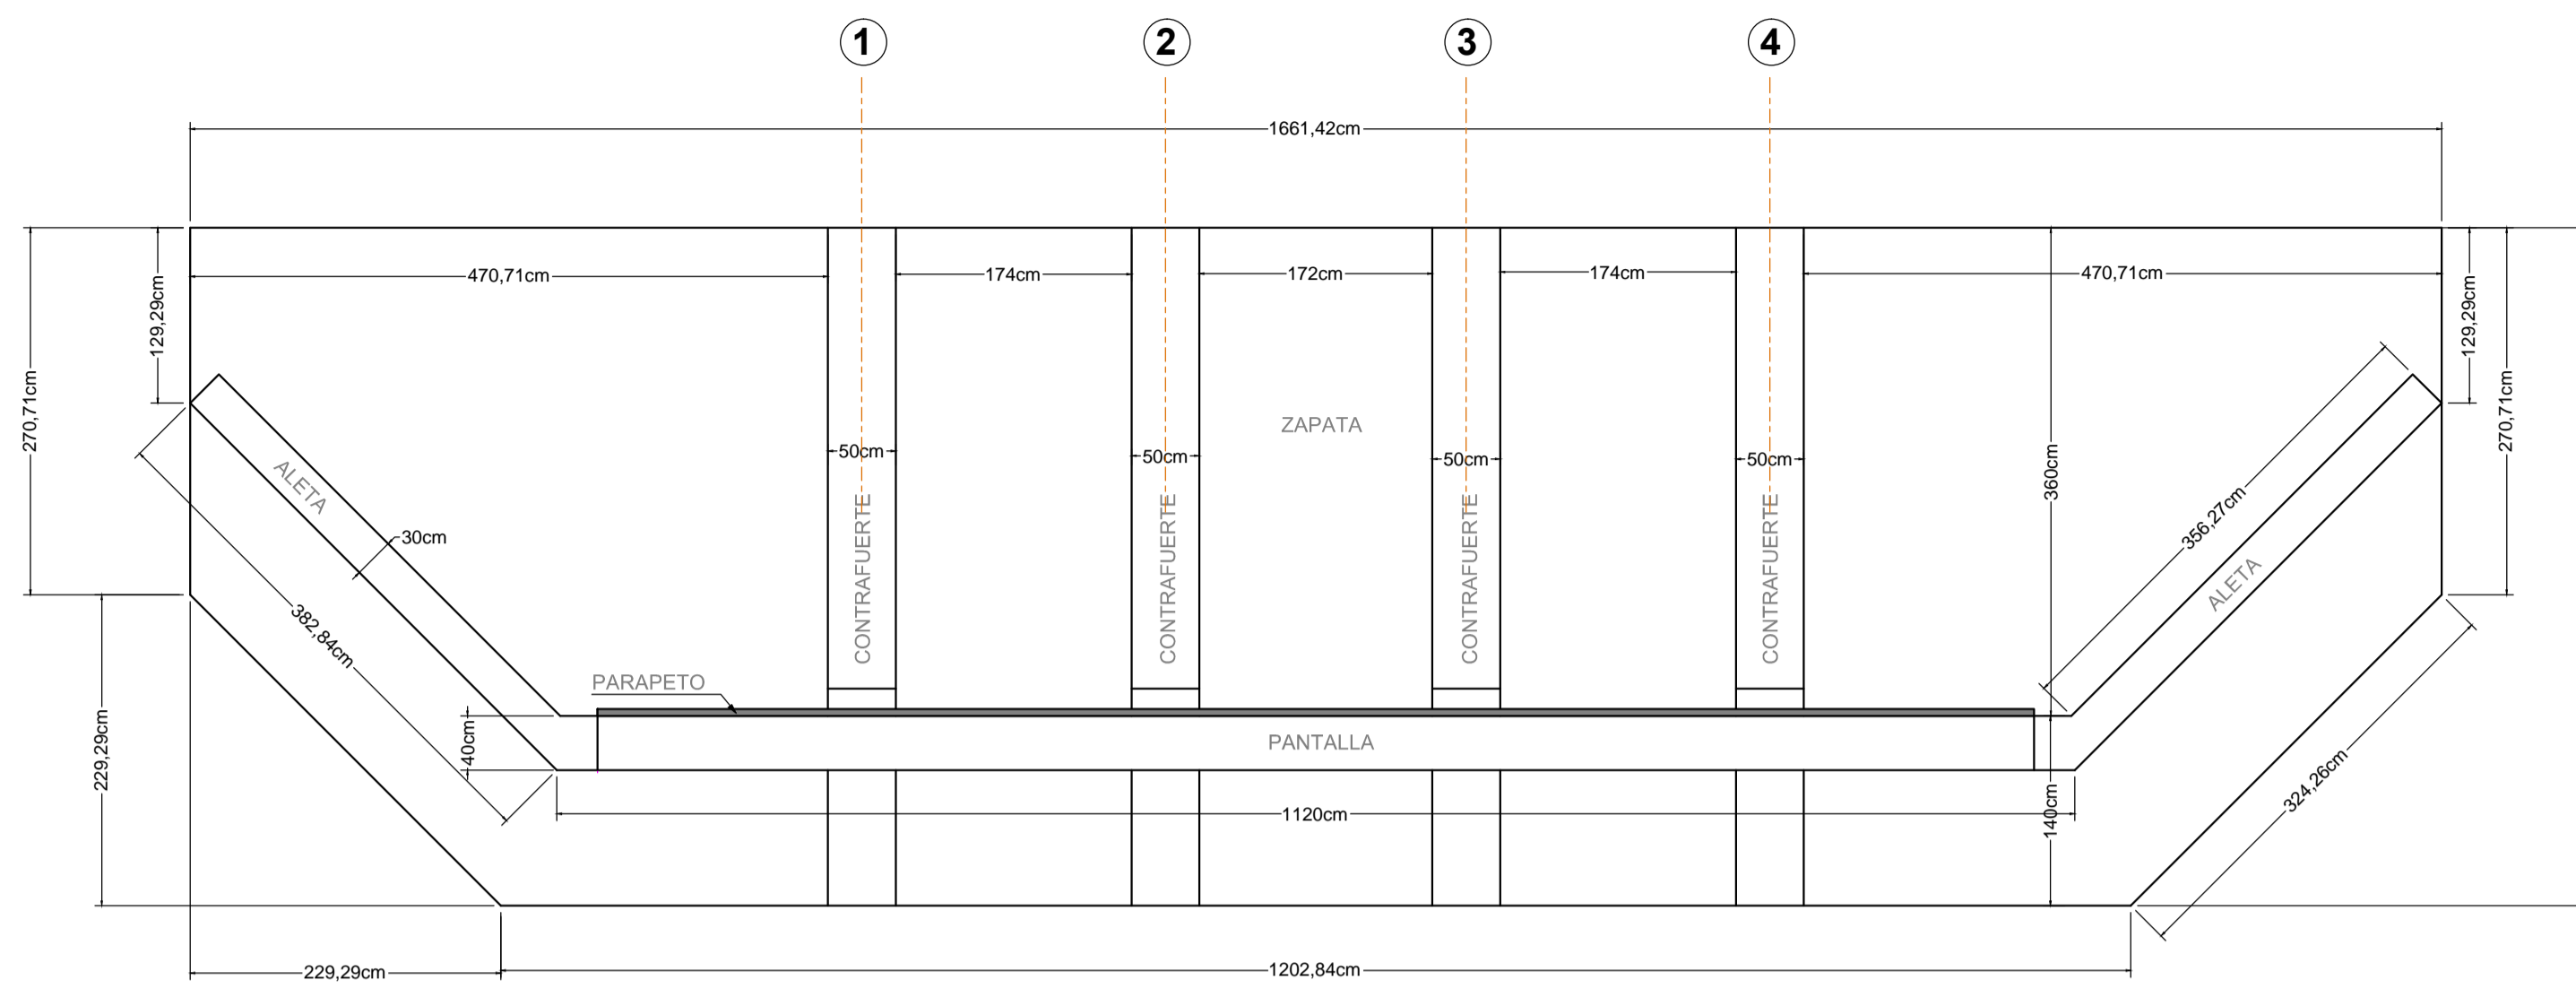 1
2
3
4
1661,42cm
470,71cm
174cm
172cm
174cm
470,71cm
129,29cm
129,29cm
270,71cm
270,71cm
ZAPATA
50cm
50cm
50cm
50cm
360cm
ALETA
30cm
356,27cm
CONTRAFUERTE
CONTRAFUERTE
CONTRAFUERTE
CONTRAFUERTE
ALETA
382,84cm
PARAPETO
40cm
PANTALLA
229,29cm
1120cm
140cm
324,26cm
229,29cm
1202,84cm